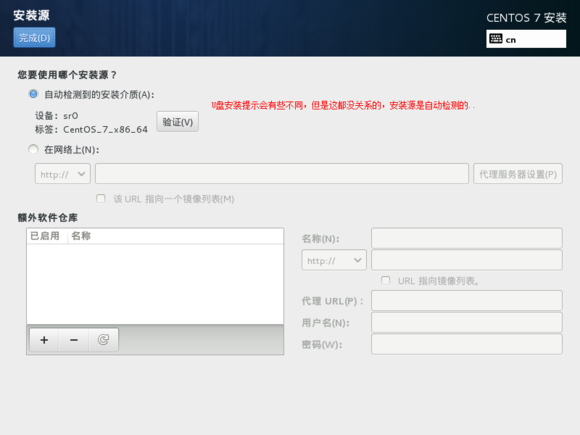 安装源
CENTOS 7 安装
完成(D)
cn
您要使用哪个安装源？
自动检测到的安装介质(A)：
U盘安装提示会有些不同，但是这都没关系的，安装源是自动检测的..
设备：sr0
标签：CentOS_7_x86_64
验证(V)
在网络上(N)：
http://
代理服务器设置(P)
该 URL 指向一个镜像列表(M)
额外软件仓库
已启用 名称
名称(N)：
http://
URL 指向镜像列表。
代理 URL(P)：
用户名(N)：
密码(W)：